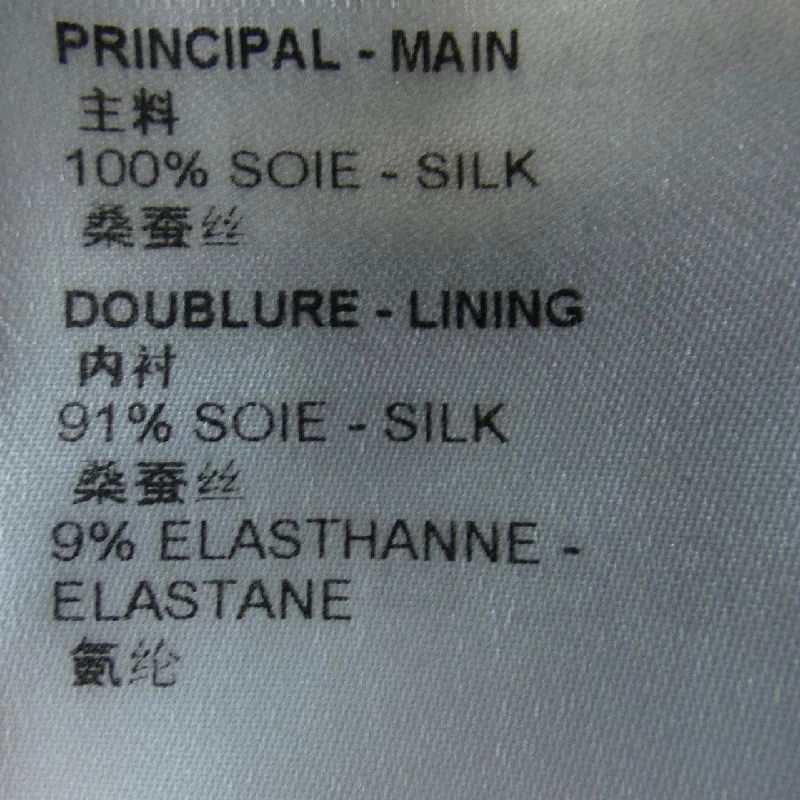 PRINCIPAL - MAIN
主料
100% SOIE - SILK
桑蚕丝
DOUBLURE - LINING
内衬
91% SOIE - SILK
桑蚕丝
9% ELASTHANNE -
ELASTANE
氨纶